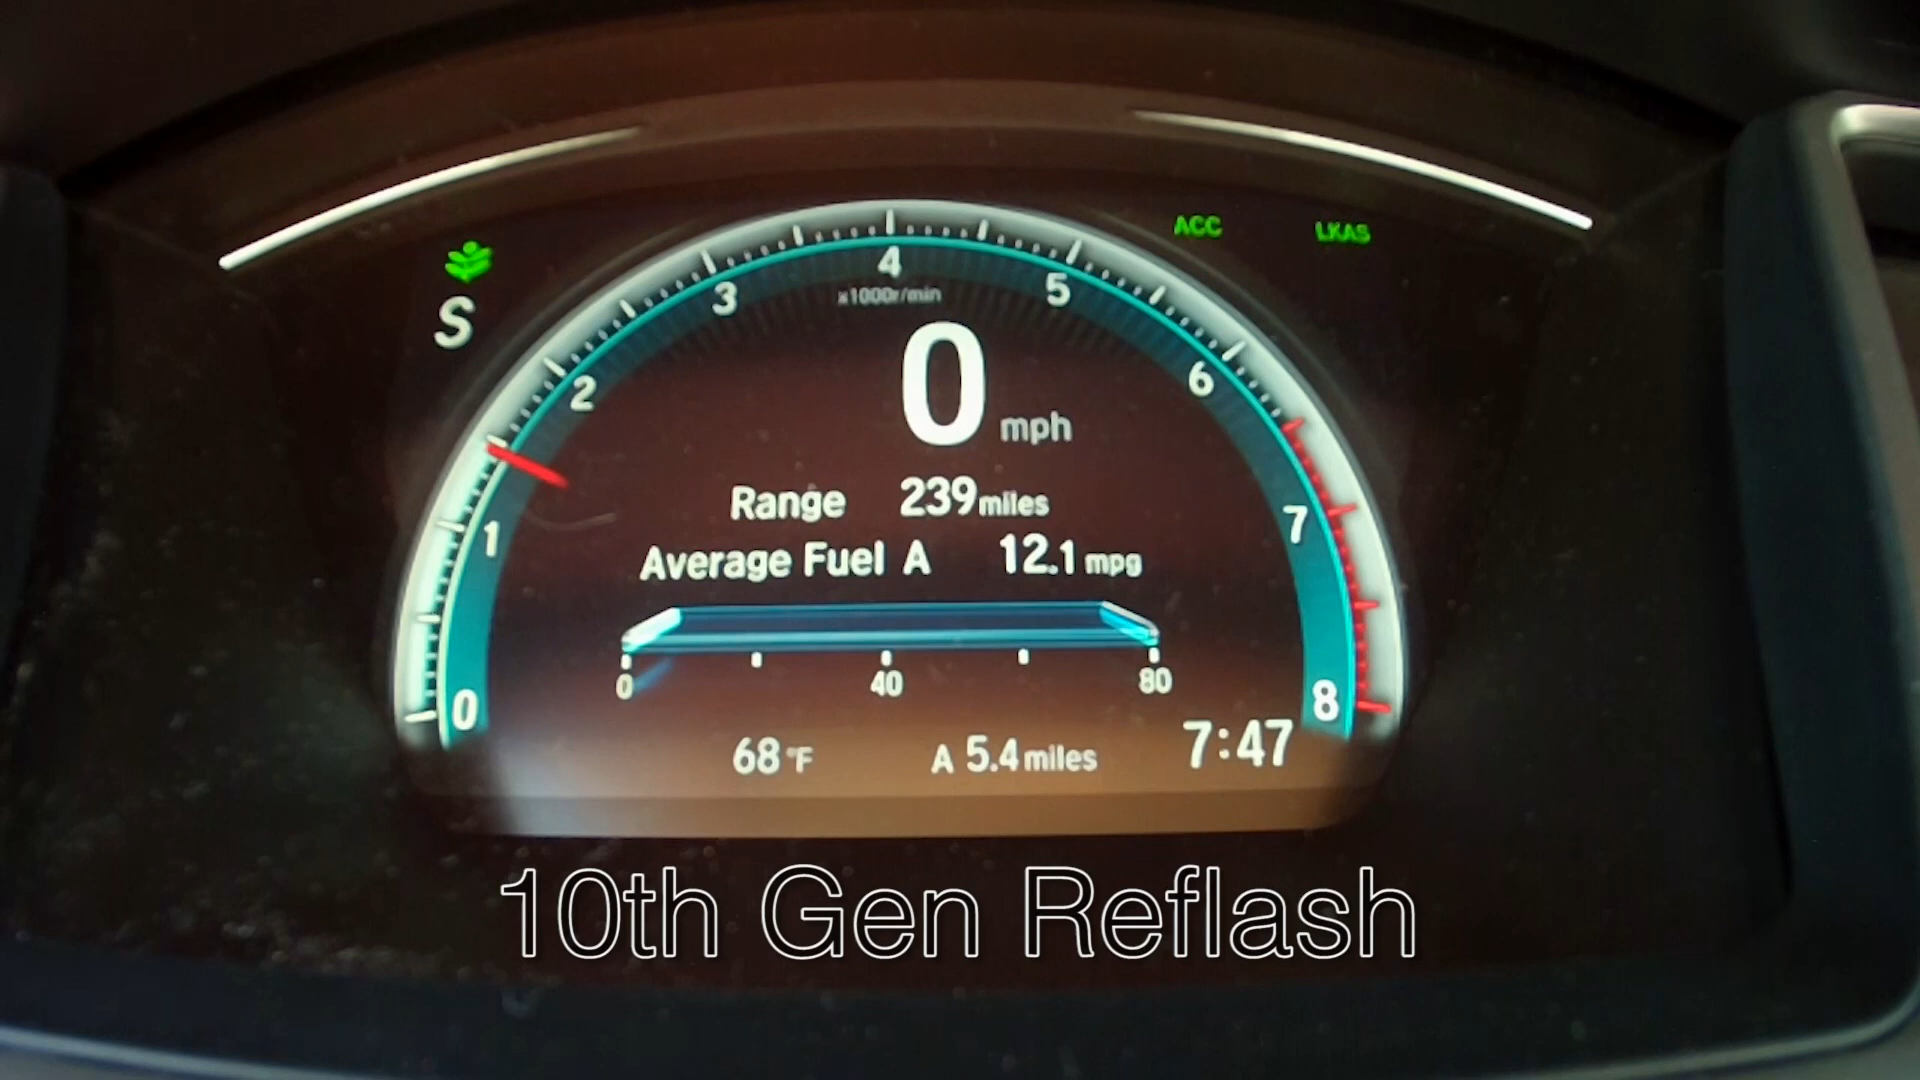 ACC LKAS
S
0 1 2 3 4 5 6 7 8
x1000r/min
0 mph
Range 239 miles
Average Fuel A 12.1 mpg
0 40 80
68 °F A 5.4 miles 7:47
10th Gen Reflash